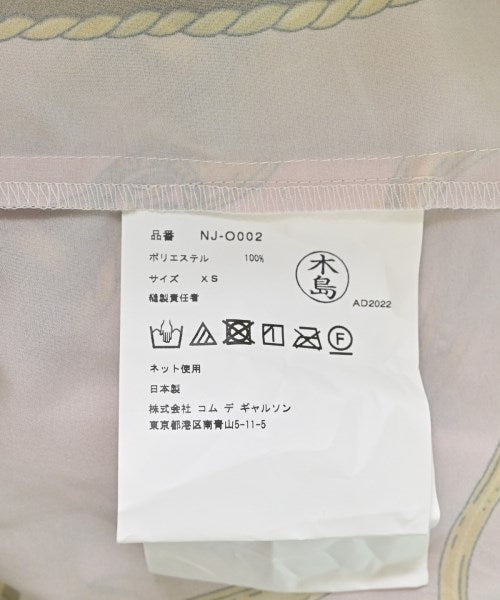 品番 NJ-O002
ポリエステル 100%
サイズ XS
縫製責任者
木島
AD2022
F
ネット使用
日本製
株式会社 コム デ ギャルソン
東京都港区南青山5-11-5